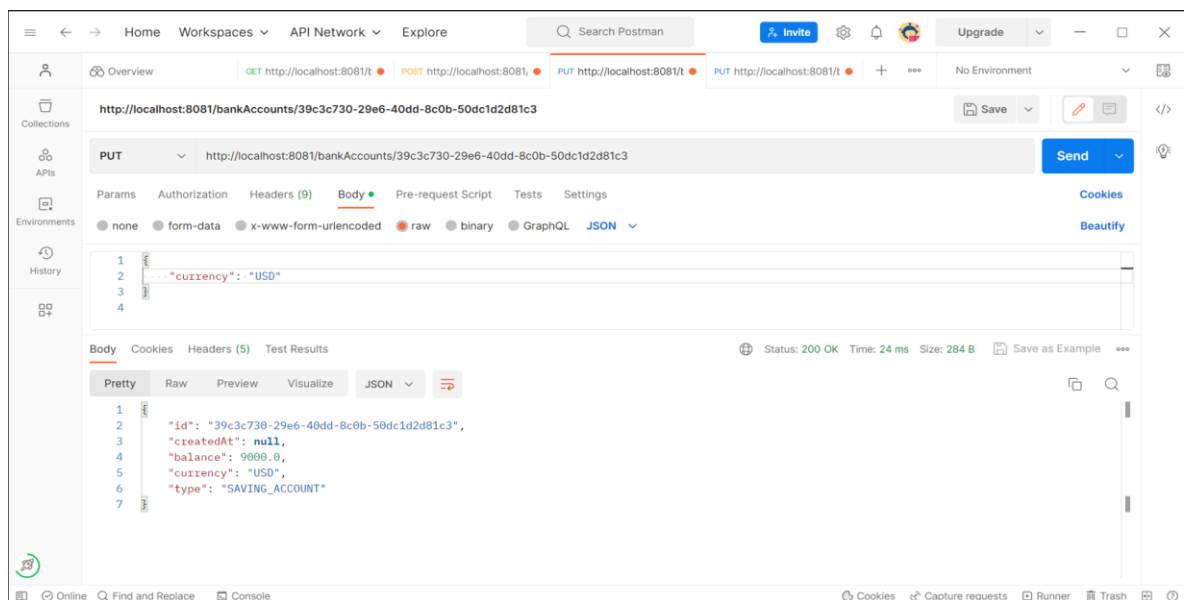 Home Workspaces API Network Explore Search Postman Invite Upgrade
Overview GET http://localhost:8081/t POST http://localhost:8081, PUT http://localhost:8081/t PUT http://localhost:8081/t + No Environment
http://localhost:8081/bankAccounts/39c3c730-29e6-40dd-8c0b-50dc1d2d81c3 Save
Collections
PUT http://localhost:8081/bankAccounts/39c3c730-29e6-40dd-8c0b-50dc1d2d81c3 Send
APIs
Params Authorization Headers (9) Body Pre-request Script Tests Settings Cookies
Environments
none form-data x-www-form-urlencoded raw binary GraphQL JSON Beautify
History
1 {
2 "currency": "USD"
3 }
4
Body Cookies Headers (5) Test Results Status: 200 OK Time: 24 ms Size: 284 B Save as Example
Pretty Raw Preview Visualize JSON
1 {
2 "id": "39c3c730-29e6-40dd-8c0b-50dc1d2d81c3",
3 "createdAt": null,
4 "balance": 9000.0,
5 "currency": "USD",
6 "type": "SAVING_ACCOUNT"
7 }
Online Find and Replace Console Cookies Capture requests Runner Trash